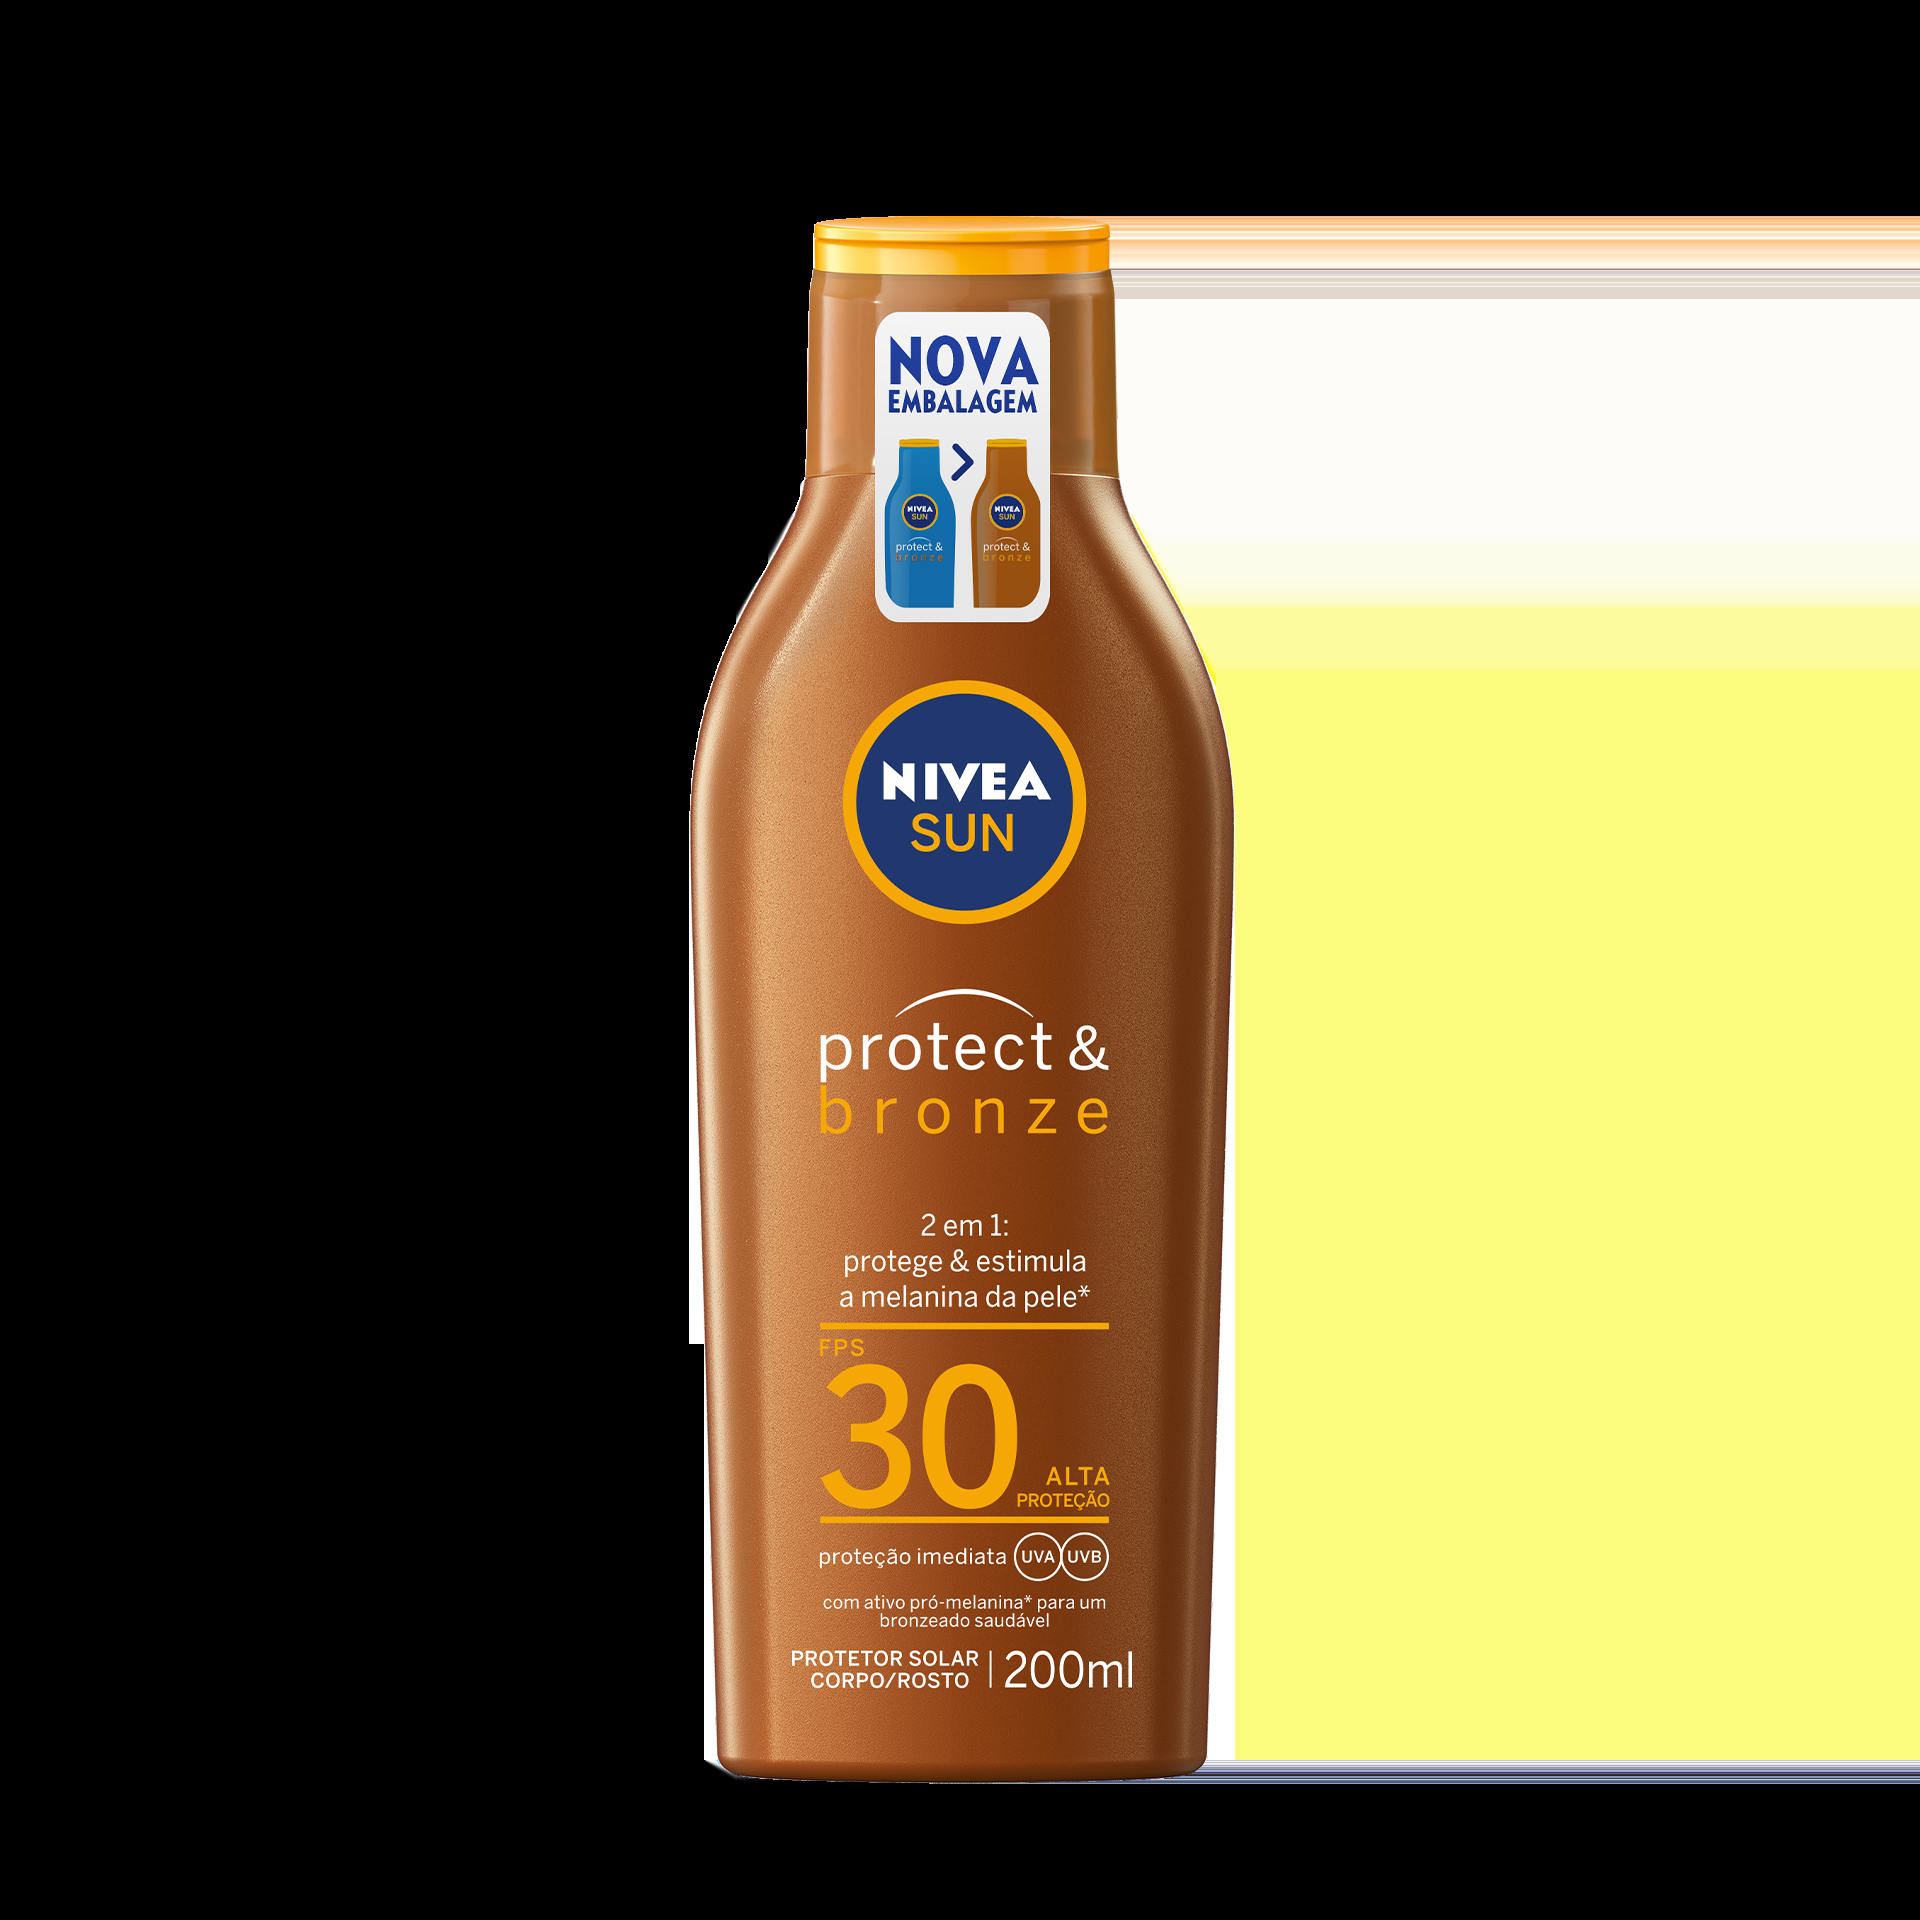 NOVA
EMBALAGEM
NIVEA
SUN
protect &
bronze
NIVEA
SUN
protect &
bronze
NIVEA
SUN
protect &
bronze
2 em 1:
protege & estimula
a melanina da pele*
FPS
30
ALTA
PROTEÇÃO
proteção imediata UVA UVB
com ativo pró-melanina* para um
bronzeado saudável
PROTETOR SOLAR
CORPO/ROSTO | 200ml